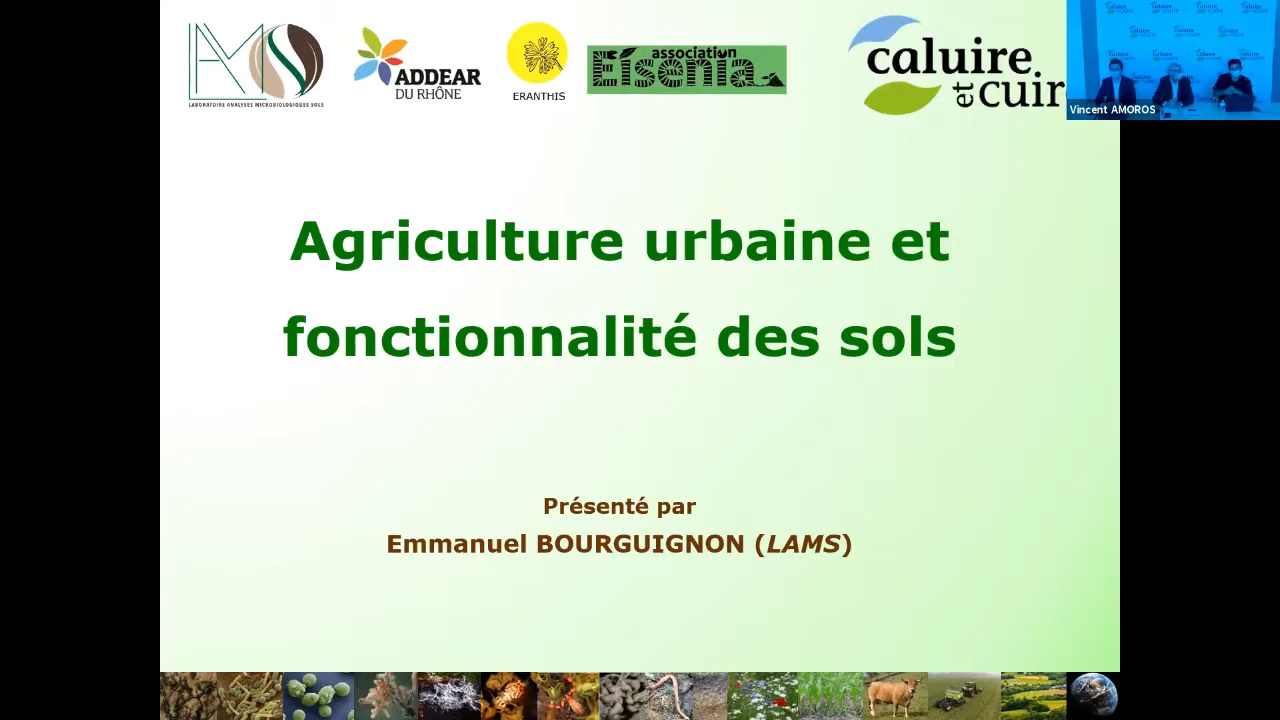 LABORATOIRE ANALYSES MICROBIOLOGIQUES SOLS
ADDEAR
DU RHÔNE
ERANTHIS
association
Eisenia
caluire
et cuir
Vincent AMOROS
Agriculture urbaine et
fonctionnalité des sols
Présenté par
Emmanuel BOURGUIGNON (LAMS)